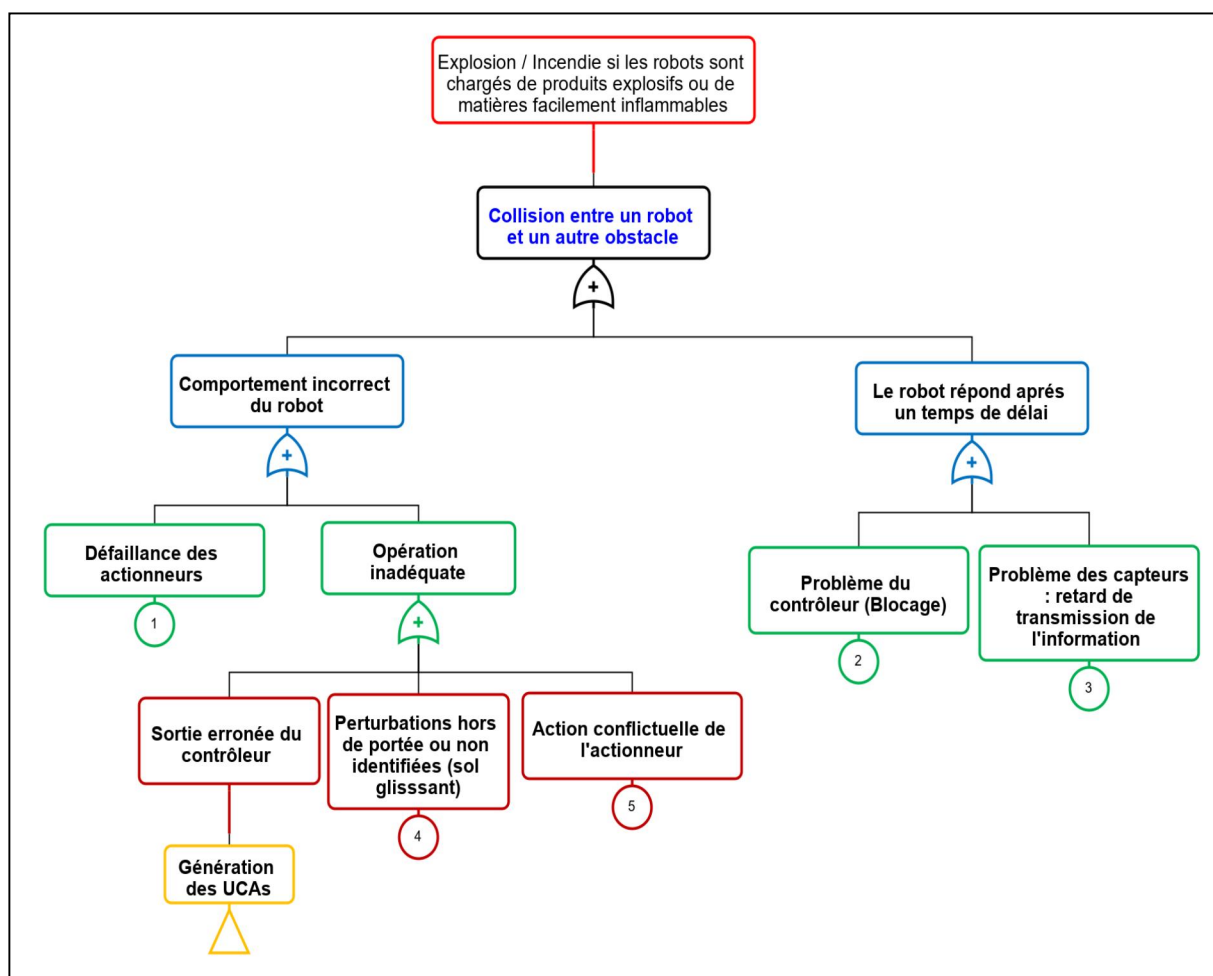 Explosion / Incendie si les robots sont
chargés de produits explosifs ou de
matières facilement inflammables
Collision entre un robot
et un autre obstacle
+
Comportement incorrect
du robot
+
Le robot répond aprés
un temps de délai
+
Défaillance des
actionneurs
1
Opération
inadéquate
+
Problème du
contrôleur (Blocage)
2
Problème des capteurs
: retard de
transmission de
l'information
3
Sortie erronée du
contrôleur
Perturbations hors
de portée ou non
identifiées (sol
glisssant)
4
Action conflictuelle de
l'actionneur
5
Génération
des UCAs